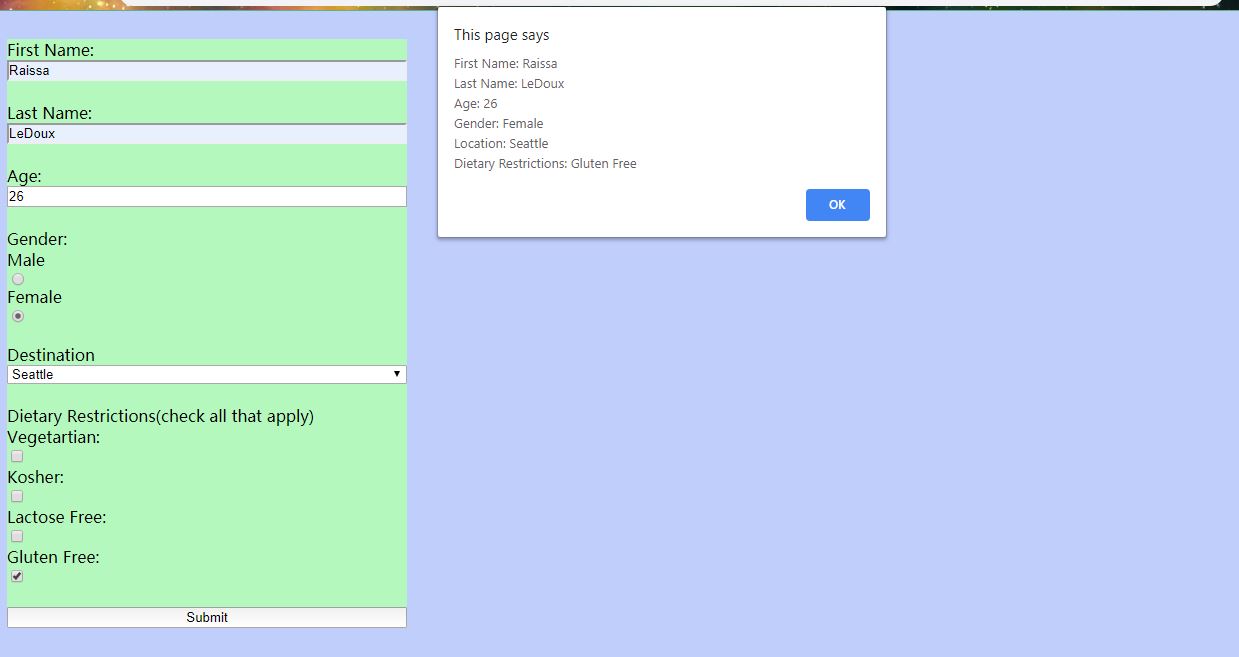 First Name:
Raissa
Last Name:
LeDoux
Age:
26
Gender:
Male
Female
Destination
Seattle
Dietary Restrictions(check all that apply)
Vegetartian:
Kosher:
Lactose Free:
Gluten Free:
Submit
This page says
First Name: Raissa
Last Name: LeDoux
Age: 26
Gender: Female
Location: Seattle
Dietary Restrictions: Gluten Free
OK